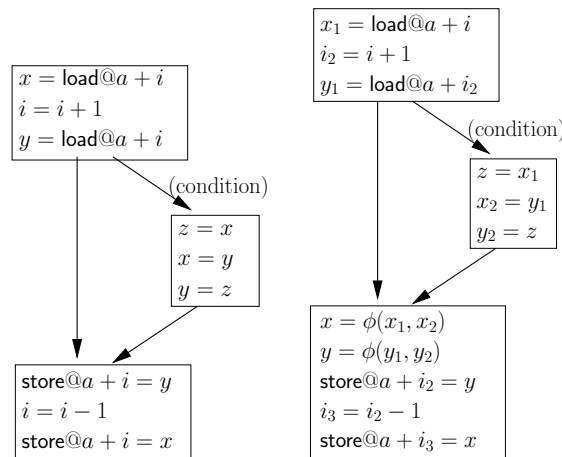 x = load@a + i
i = i + 1
y = load@a + i
(condition)
z = x
x = y
y = z
store@a + i = y
i = i − 1
store@a + i = x
x₁ = load@a + i
i₂ = i + 1
y₁ = load@a + i₂
(condition)
z = x₁
x₂ = y₁
y₂ = z
x = ϕ(x₁, x₂)
y = ϕ(y₁, y₂)
store@a + i₂ = y
i₃ = i₂ − 1
store@a + i₃ = x